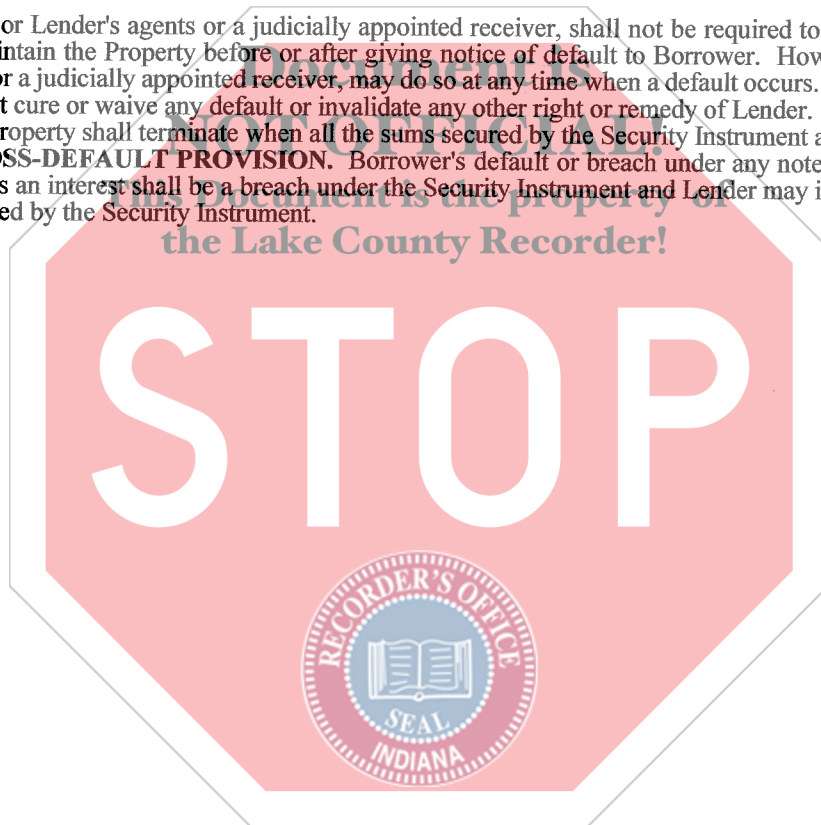 or Lender's agents or a judicially appointed receiver, shall not be required to
intain the Property before or after giving notice of default to Borrower. How
or a judicially appointed receiver, may do so at any time when a default occurs.
t cure or waive any default or invalidate any other right or remedy of Lender.
roperty shall terminate when all the sums secured by the Security Instrument a
OSS-DEFAULT PROVISION. Borrower's default or breach under any note
s an interest shall be a breach under the Security Instrument and Lender may i
ed by the Security Instrument.
Document is
NOT OFFICIAL!
This Document is the property of
the Lake County Recorder!
STOP
RECORDER'S OFFICE
SEAL
INDIANA